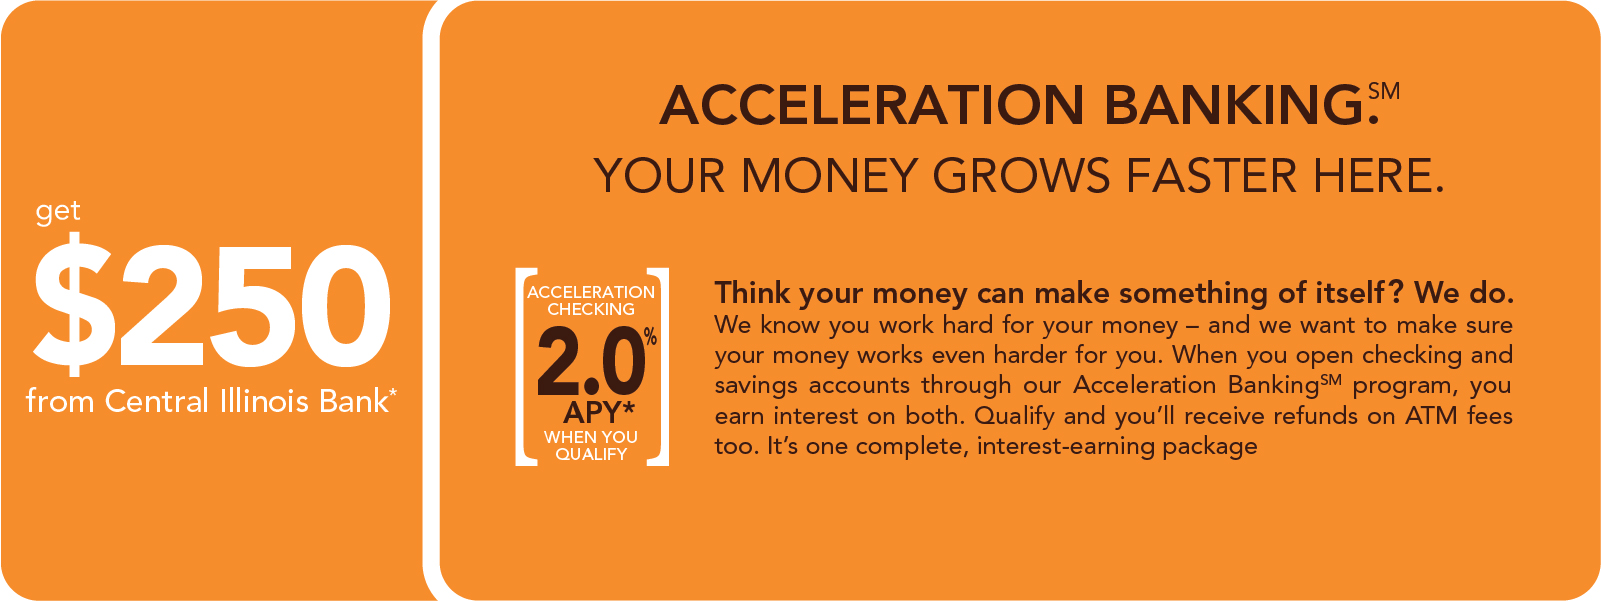 get
$250
from Central Illinois Bank*
ACCELERATION BANKING.SM
YOUR MONEY GROWS FASTER HERE.
ACCELERATION
CHECKING
2.0%
APY*
WHEN YOU
QUALIFY
Think your money can make something of itself? We do.
We know you work hard for your money – and we want to make sure
your money works even harder for you. When you open checking and
savings accounts through our Acceleration BankingSM program, you
earn interest on both. Qualify and you’ll receive refunds on ATM fees
too. It’s one complete, interest-earning package